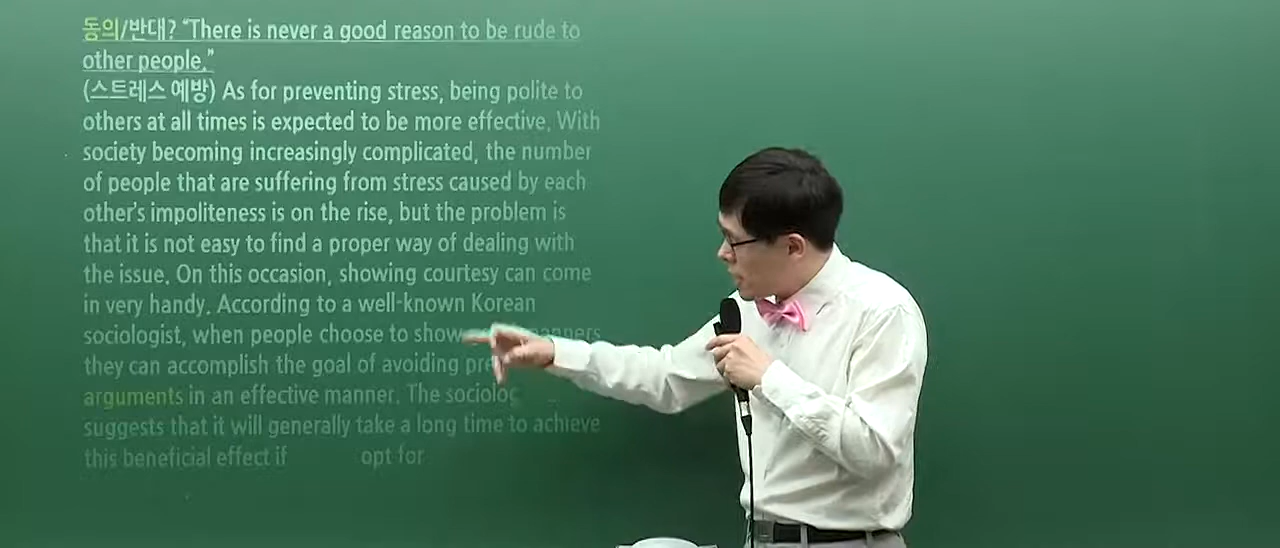 동의/반대? “There is never a good reason to be rude to
other people.”
(스트레스 예방) As for preventing stress, being polite to
others at all times is expected to be more effective. With
society becoming increasingly complicated, the number
of people that are suffering from stress caused by each
other's impoliteness is on the rise, but the problem is
that it is not easy to find a proper way of dealing with
the issue. On this occasion, showing courtesy can come
in very handy. According to a well-known Korean
sociologist, when people choose to show
they can accomplish the goal of avoiding
arguments in an effective manner. The
suggests that it will generally take a long time to achieve
this beneficial effect if opt for